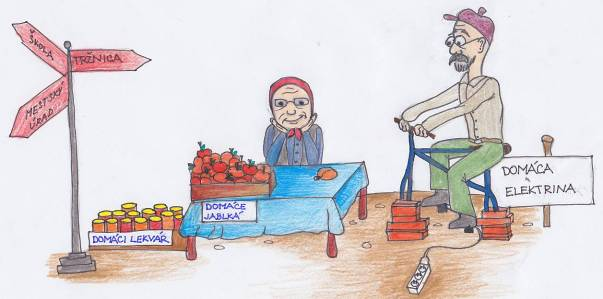 ŠKOLA
TRŽNICA
MESTSKÝ
ÚRAD
DOMÁCE
JABLKÁ
DOMÁCI LEKVÁR
DOMÁCA
ELEKTRINA